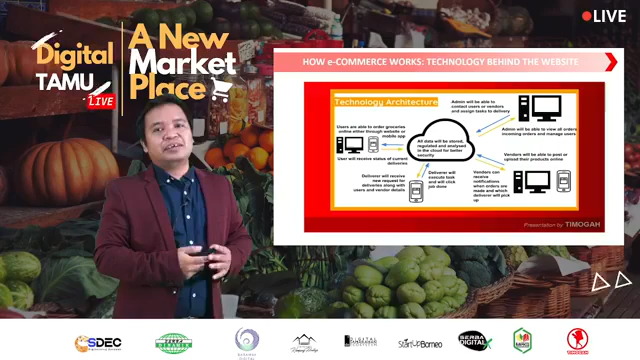 LIVE
Digital
TAMU
LIVE
A New
Market
Place
HOW e-COMMERCE WORKS: TECHNOLOGY BEHIND THE WEBSITE
Technology Architecture
Admin will be able to
contact users or vendors
and assign tasks to delivery
Users are able to order groceries
online either through website or
mobile app
All data will be stored,
regulated and analysed
in the cloud for better
security
Admin will be able to view all orders
incoming orders and manage users
User will receive status of current
deliveries
Vendors will be able to post or
upload their products online
Deliverer will receive
new request for
deliveries along with
users and vendor details
Deliverer will
execute task
and will click
job done
Vendors can
receive
notifications
when orders are
made and which
deliverer will pick
up
Presentation by TIMOGAH
SDEC
StartUpBorneo
SERBA
DIGITAL
TIMOGAH